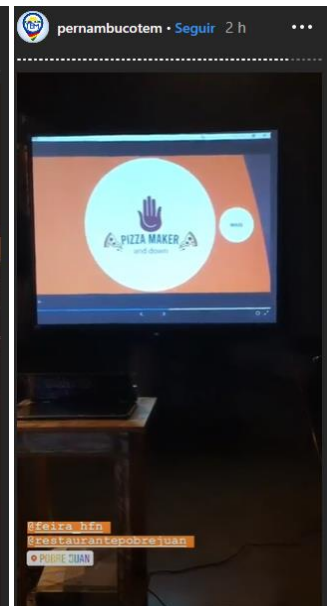 pernambucotem • Seguir 2 h
PIZZA MAKER
and down
@feira_hfn
@restaurantepobrejuan
POBRE JUAN